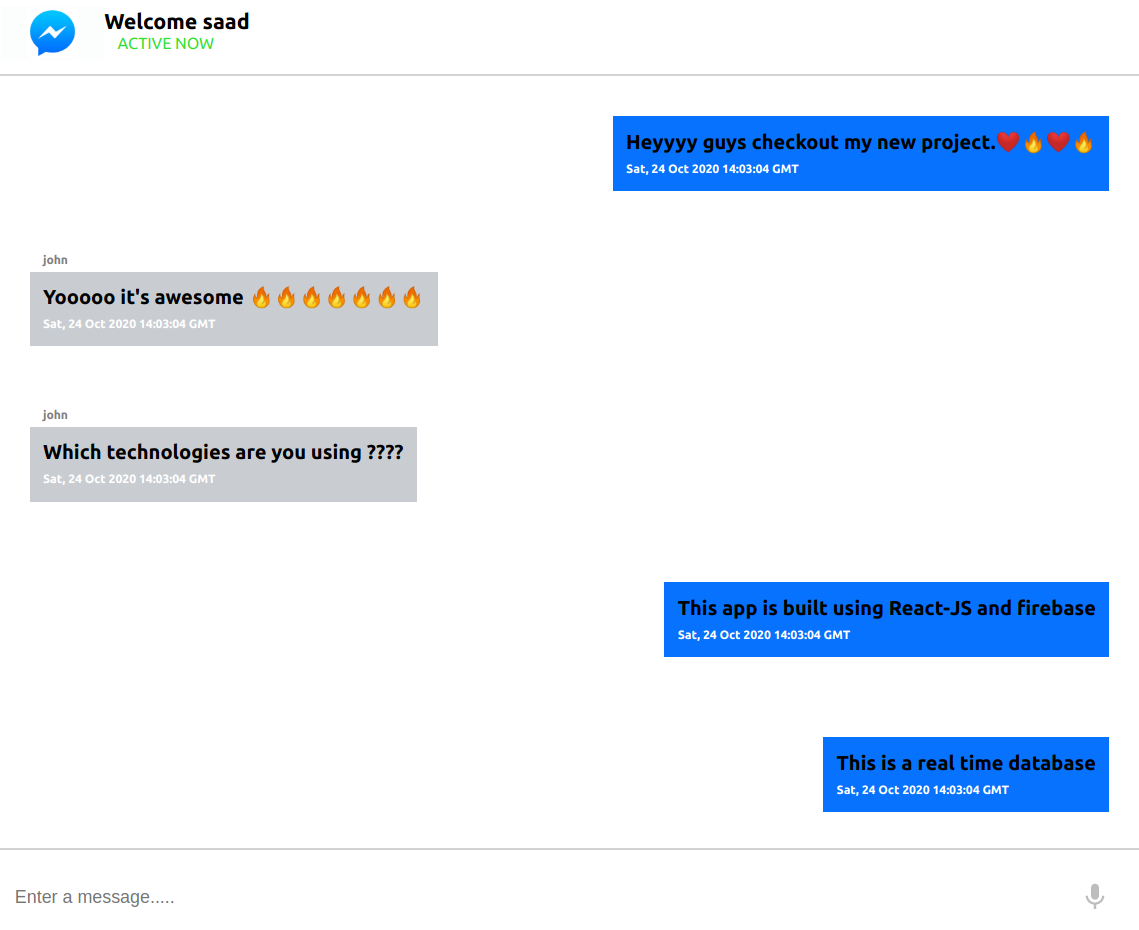 Welcome saad
ACTIVE NOW
Heyyyy guys checkout my new project.❤️🔥❤️🔥
Sat, 24 Oct 2020 14:03:04 GMT
john
Yooooo it's awesome 🔥🔥🔥🔥🔥🔥🔥
Sat, 24 Oct 2020 14:03:04 GMT
john
Which technologies are you using ????
Sat, 24 Oct 2020 14:03:04 GMT
This app is built using React-JS and firebase
Sat, 24 Oct 2020 14:03:04 GMT
This is a real time database
Sat, 24 Oct 2020 14:03:04 GMT
Enter a message.....